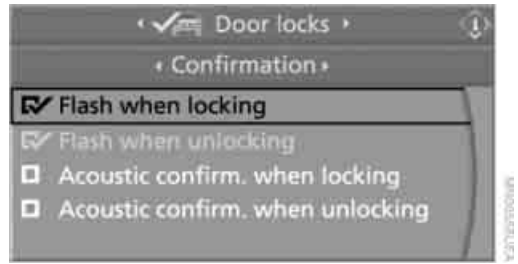 Door locks
Confirmation
Flash when locking
Flash when unlocking
Acoustic confirm. when locking
Acoustic confirm. when unlocking